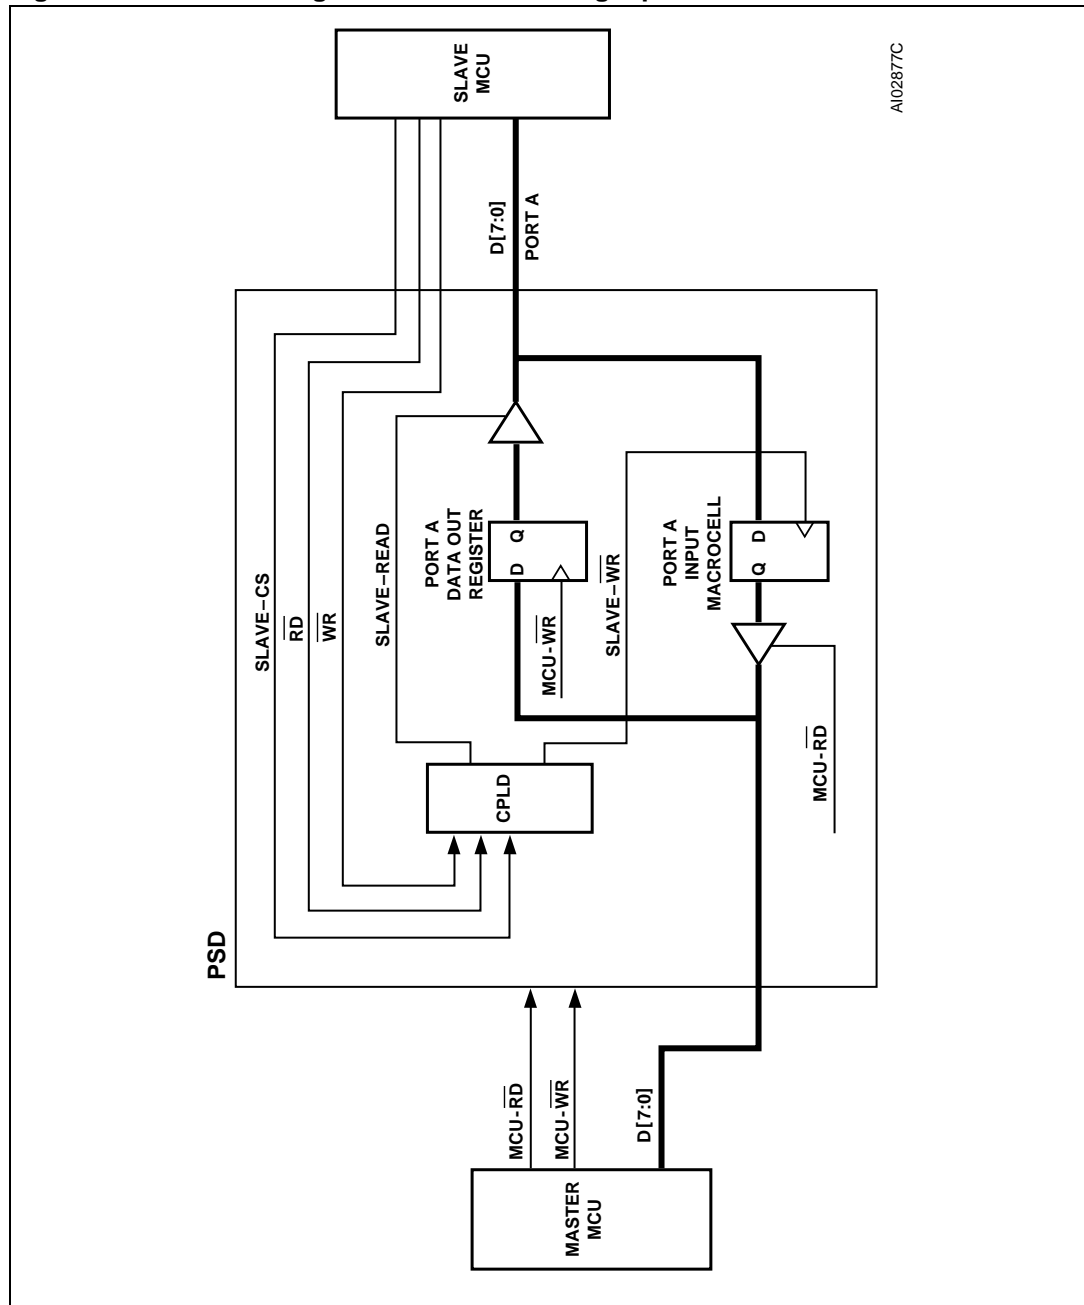 SLAVE
MCU
AI02877C
D[7:0]
PORT A
SLAVE–CS
RD
WR
SLAVE–READ
PORT A
DATA OUT
REGISTER
D Q
MCU-WR
SLAVE–WR
PORT A
INPUT
MACROCELL
Q D
MCU-RD
CPLD
PSD
MCU-RD
MCU-WR
D[7:0]
MASTER
MCU